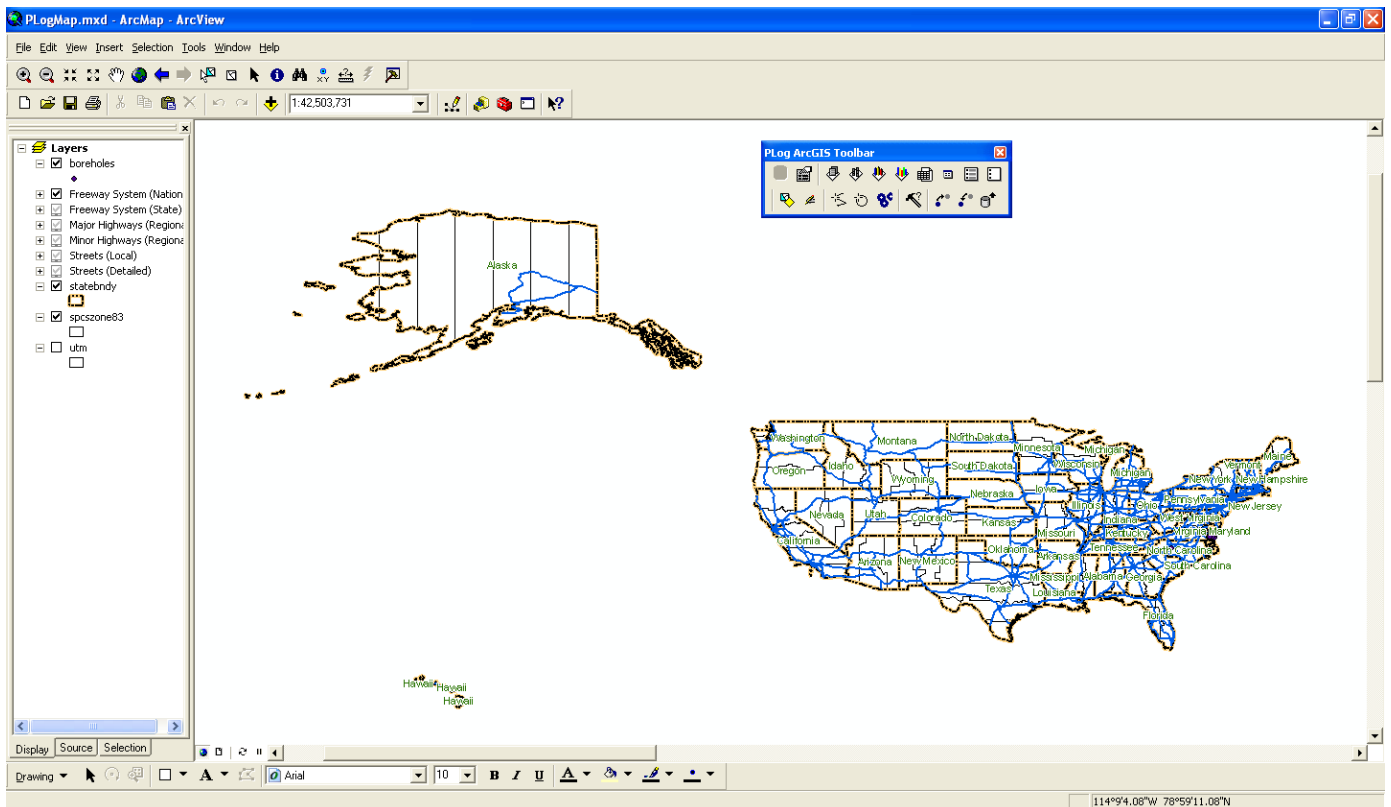 PLogMap.mxd - ArcMap - ArcView
File Edit View Insert Selection Tools Window Help
1:42,503,731
Layers
boreholes
Freeway System (Nation
Freeway System (State)
Major Highways (Regiona
Minor Highways (Regiona
Streets (Local)
Streets (Detailed)
statebndy
spcszone83
utm
PLog ArcGIS Toolbar
Alaska
Washington
Montana
North Dakota
Minnesota
Michigan
Maine
Oregon
Idaho
South Dakota
Wisconsin
Michigan
Vermont
Wyoming
New York
New Hampshire
Nebraska
Iowa
Pennsylvania
Nevada
Utah
Colorado
Kansas
Illinois
Indiana
Ohio
West Virginia
New Jersey
California
Missouri
Kentucky
Virginia
Maryland
Arizona
New Mexico
Oklahoma
Arkansas
Tennessee
North Carolina
South Carolina
Texas
Louisiana
Mississippi
Alabama
Georgia
Florida
Hawaii
Hawaii
Hawaii
Display Source Selection
Drawing Arial 10 B I U A
114°9'4.08"W 78°59'11.08"N